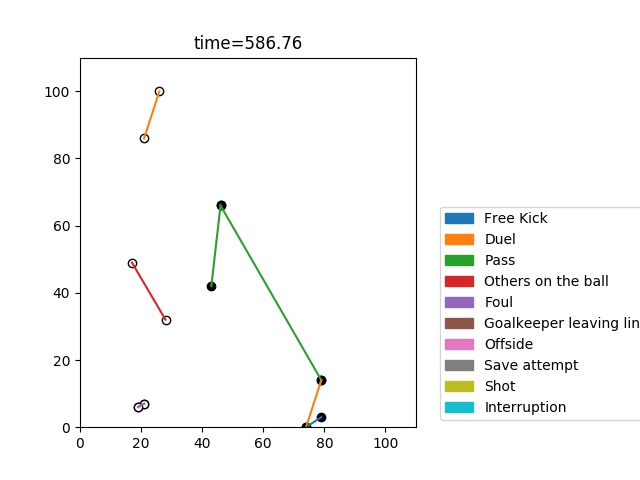 time=586.76
100
80
60
40
20
0
0 20 40 60 80 100
Free Kick
Duel
Pass
Others on the ball
Foul
Goalkeeper leaving lin
Offside
Save attempt
Shot
Interruption